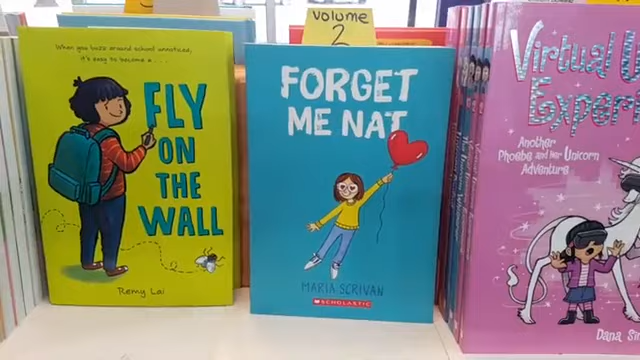 When you buzz around school unnoticed,
it's easy to become a . . .
FLY
ON
THE
WALL
Remy Lai
Volume
2
FORGET
ME NAT
MARIA SCRIVAN
SCHOLASTIC
Virtual U
Experi
Another
Phoebe and Her Unicorn
Adventure
Dana Si